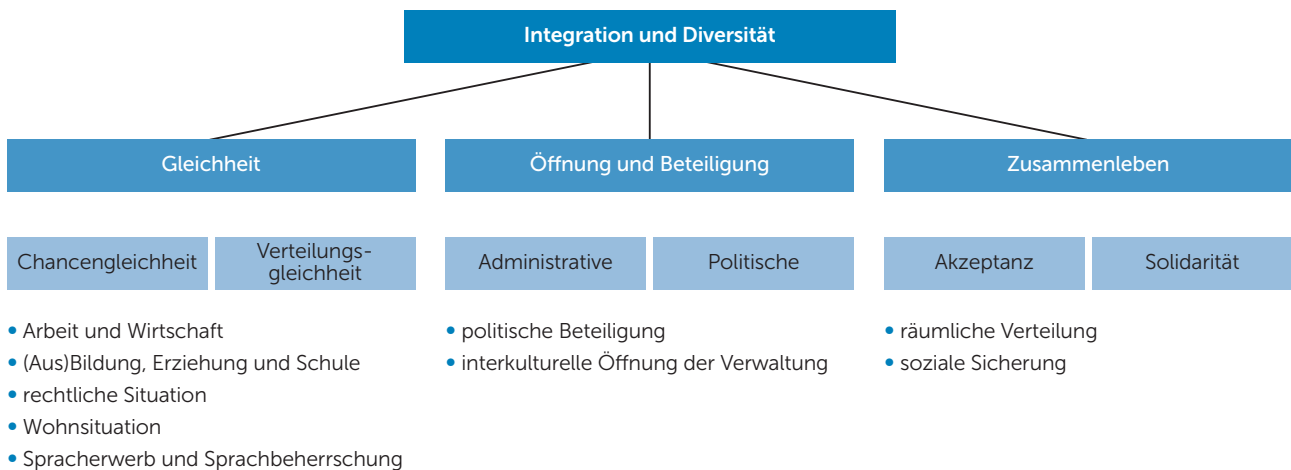 Integration und Diversität
Gleichheit
Öffnung und Beteiligung
Zusammenleben
Chancengleichheit
Verteilungs-
gleichheit
Administrative
Politische
Akzeptanz
Solidarität
• Arbeit und Wirtschaft
• (Aus)Bildung, Erziehung und Schule
• rechtliche Situation
• Wohnsituation
• Spracherwerb und Sprachbeherrschung
• politische Beteiligung
• interkulturelle Öffnung der Verwaltung
• räumliche Verteilung
• soziale Sicherung